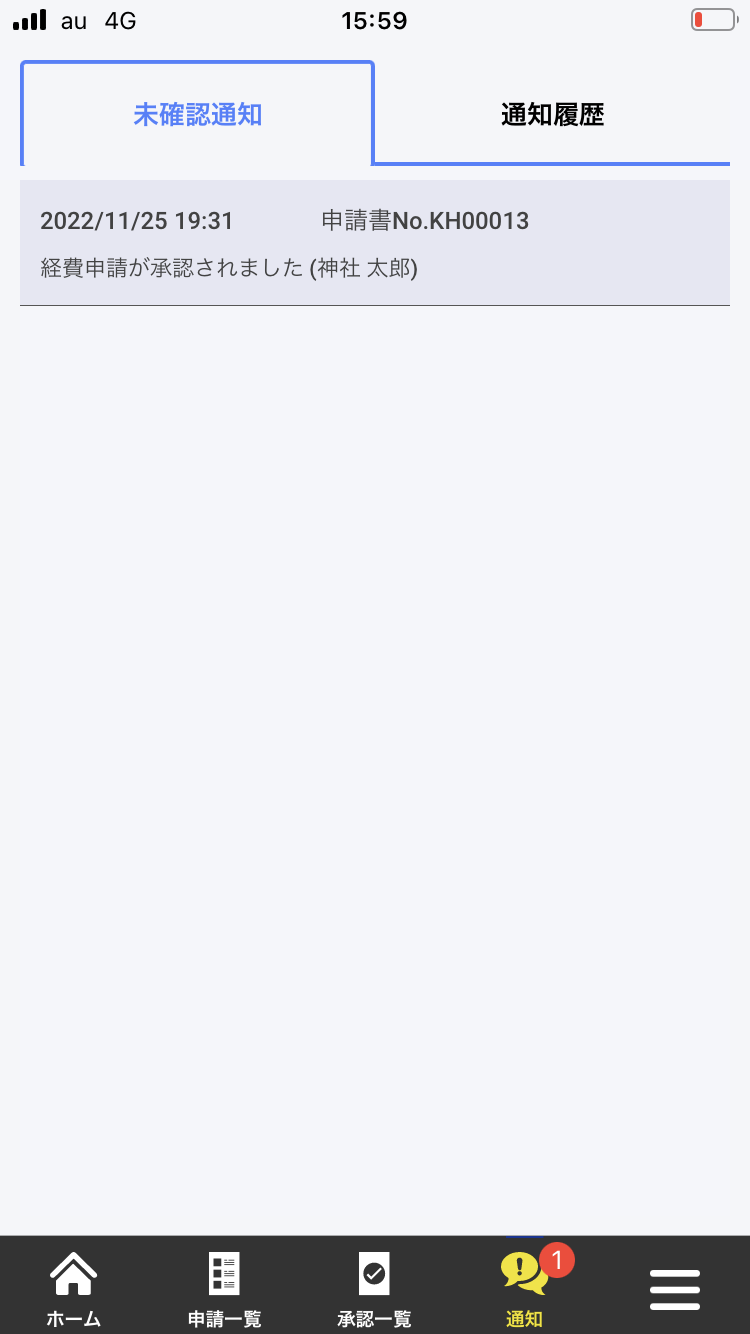 au 4G 15:59
未確認通知 通知履歴
2022/11/25 19:31 申請書No.KH00013
経費申請が承認されました (神社 太郎)
1
ホーム 申請一覧 承認一覧 通知